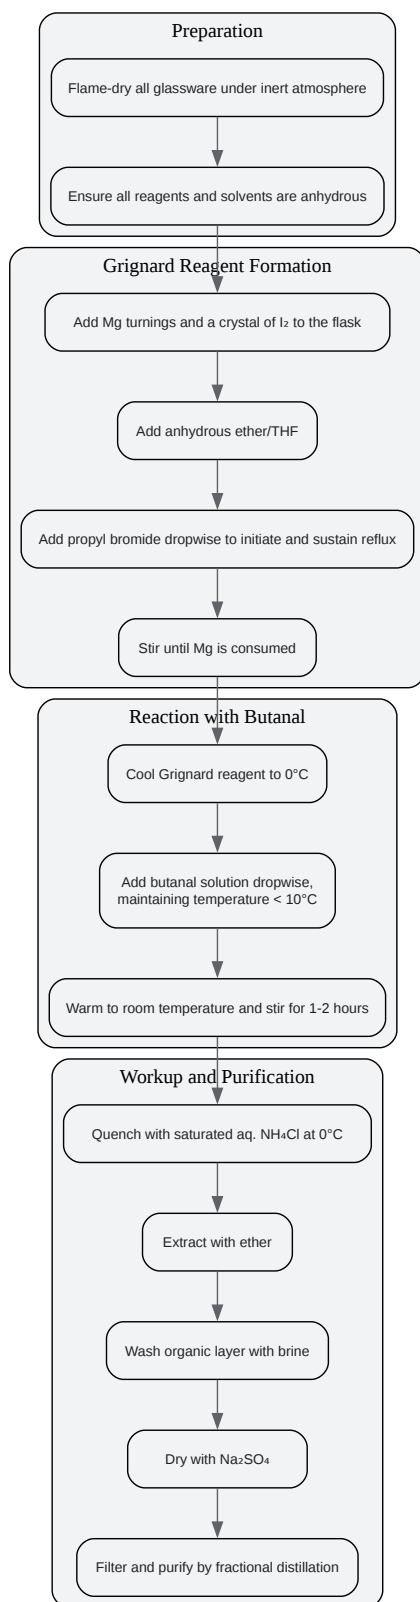 Preparation
Flame-dry all glassware under inert atmosphere
Ensure all reagents and solvents are anhydrous
Grignard Reagent Formation
Add Mg turnings and a crystal of I₂ to the flask
Add anhydrous ether/THF
Add propyl bromide dropwise to initiate and sustain reflux
Stir until Mg is consumed
Reaction with Butanal
Cool Grignard reagent to 0°C
Add butanal solution dropwise,
maintaining temperature < 10°C
Warm to room temperature and stir for 1-2 hours
Workup and Purification
Quench with saturated aq. NH₄Cl at 0°C
Extract with ether
Wash organic layer with brine
Dry with Na₂SO₄
Filter and purify by fractional distillation